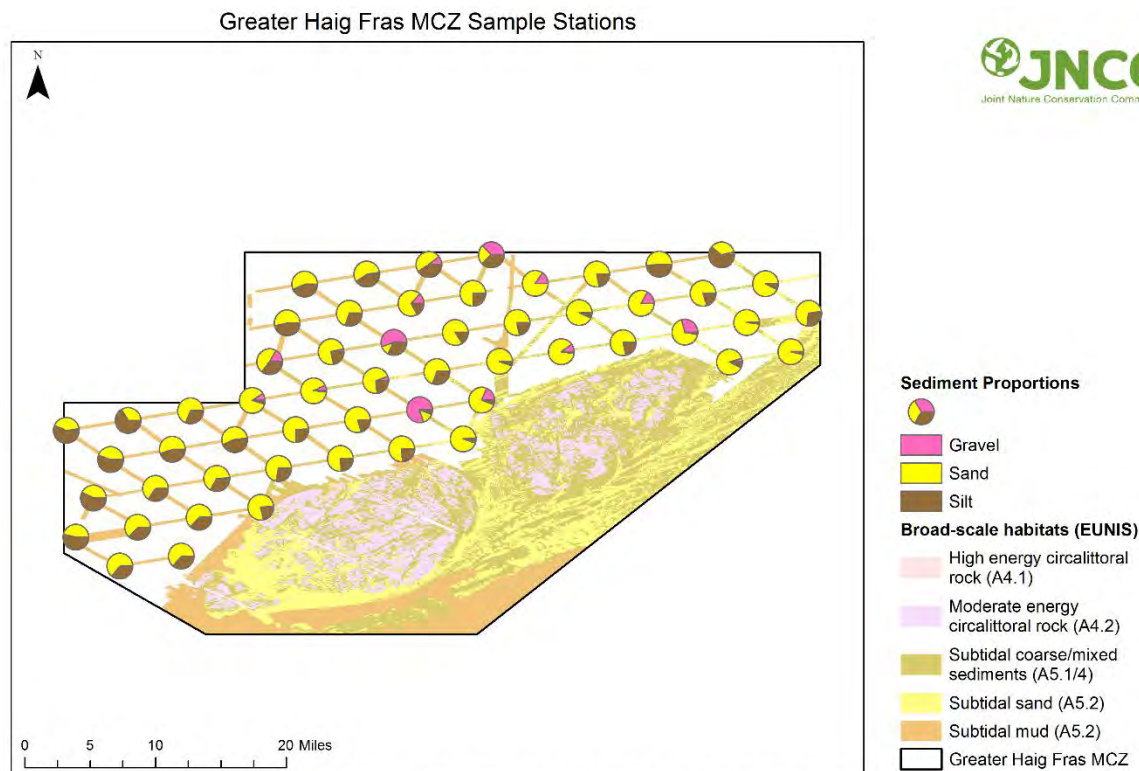 Greater Haig Fras MCZ Sample Stations
N
JNCC
Joint Nature Conservation Comm
Sediment Proportions
Gravel
Sand
Silt
Broad-scale habitats (EUNIS)
High energy circalittoral
rock (A4.1)
Moderate energy
circalittoral rock (A4.2)
Subtidal coarse/mixed
sediments (A5.1/4)
Subtidal sand (A5.2)
Subtidal mud (A5.2)
Greater Haig Fras MCZ
0 5 10 20 Miles